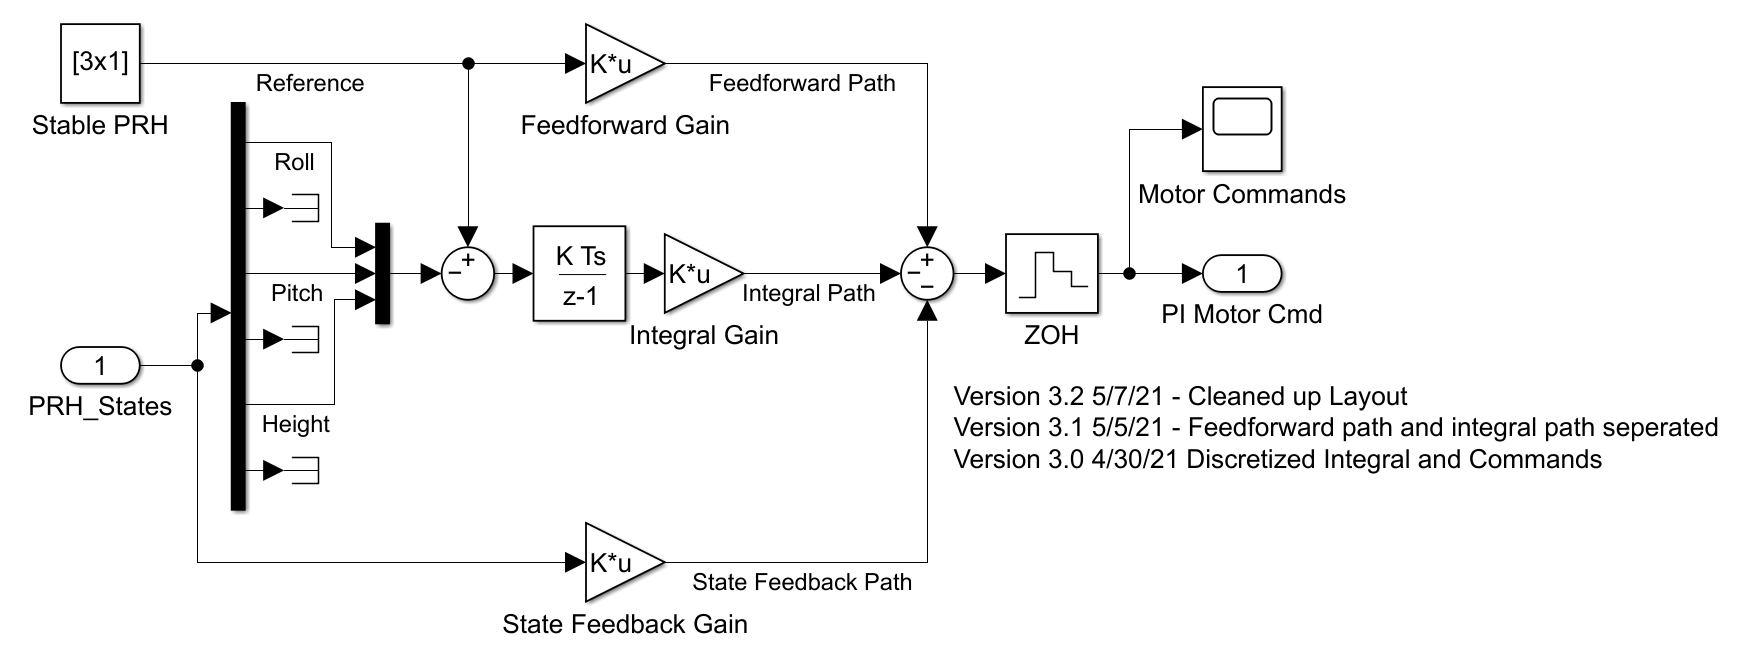 [3x1]
Stable PRH
Reference
K*u
Feedforward Gain
Feedforward Path
Roll
Pitch
Height
1
PRH_States
+
−
K Ts
z-1
K*u
Integral Gain
Integral Path
+
−
−
ZOH
Motor Commands
1
PI Motor Cmd
K*u
State Feedback Gain
State Feedback Path
Version 3.2 5/7/21 - Cleaned up Layout
Version 3.1 5/5/21 - Feedforward path and integral path seperated
Version 3.0 4/30/21 Discretized Integral and Commands